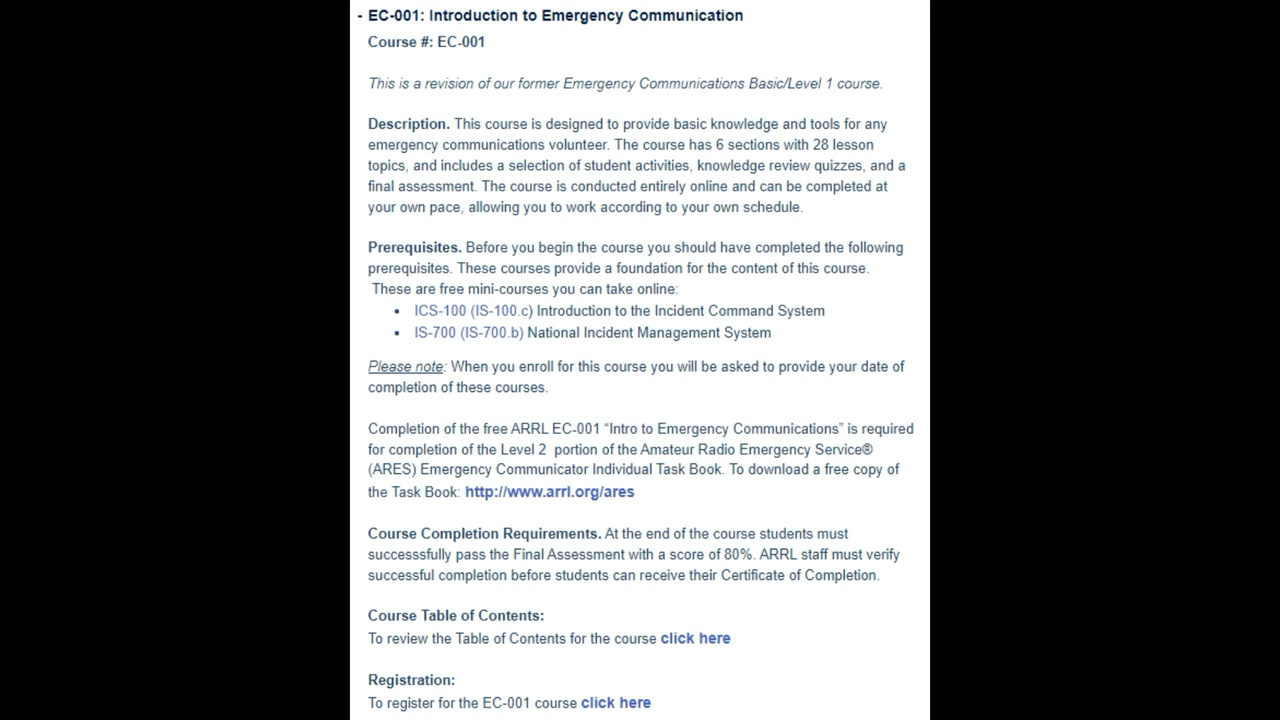 - EC-001: Introduction to Emergency Communication
Course #: EC-001
This is a revision of our former Emergency Communications Basic/Level 1 course.
Description. This course is designed to provide basic knowledge and tools for any
emergency communications volunteer. The course has 6 sections with 28 lesson
topics, and includes a selection of student activities, knowledge review quizzes, and a
final assessment. The course is conducted entirely online and can be completed at
your own pace, allowing you to work according to your own schedule.
Prerequisites. Before you begin the course you should have completed the following
prerequisites. These courses provide a foundation for the content of this course.
These are free mini-courses you can take online:
• ICS-100 (IS-100.c) Introduction to the Incident Command System
• IS-700 (IS-700.b) National Incident Management System
Please note: When you enroll for this course you will be asked to provide your date of
completion of these courses.
Completion of the free ARRL EC-001 “Intro to Emergency Communications” is required
for completion of the Level 2 portion of the Amateur Radio Emergency Service®
(ARES) Emergency Communicator Individual Task Book. To download a free copy of
the Task Book: http://www.arrl.org/ares
Course Completion Requirements. At the end of the course students must
successsfully pass the Final Assessment with a score of 80%. ARRL staff must verify
successful completion before students can receive their Certificate of Completion.
Course Table of Contents:
To review the Table of Contents for the course click here
Registration:
To register for the EC-001 course click here